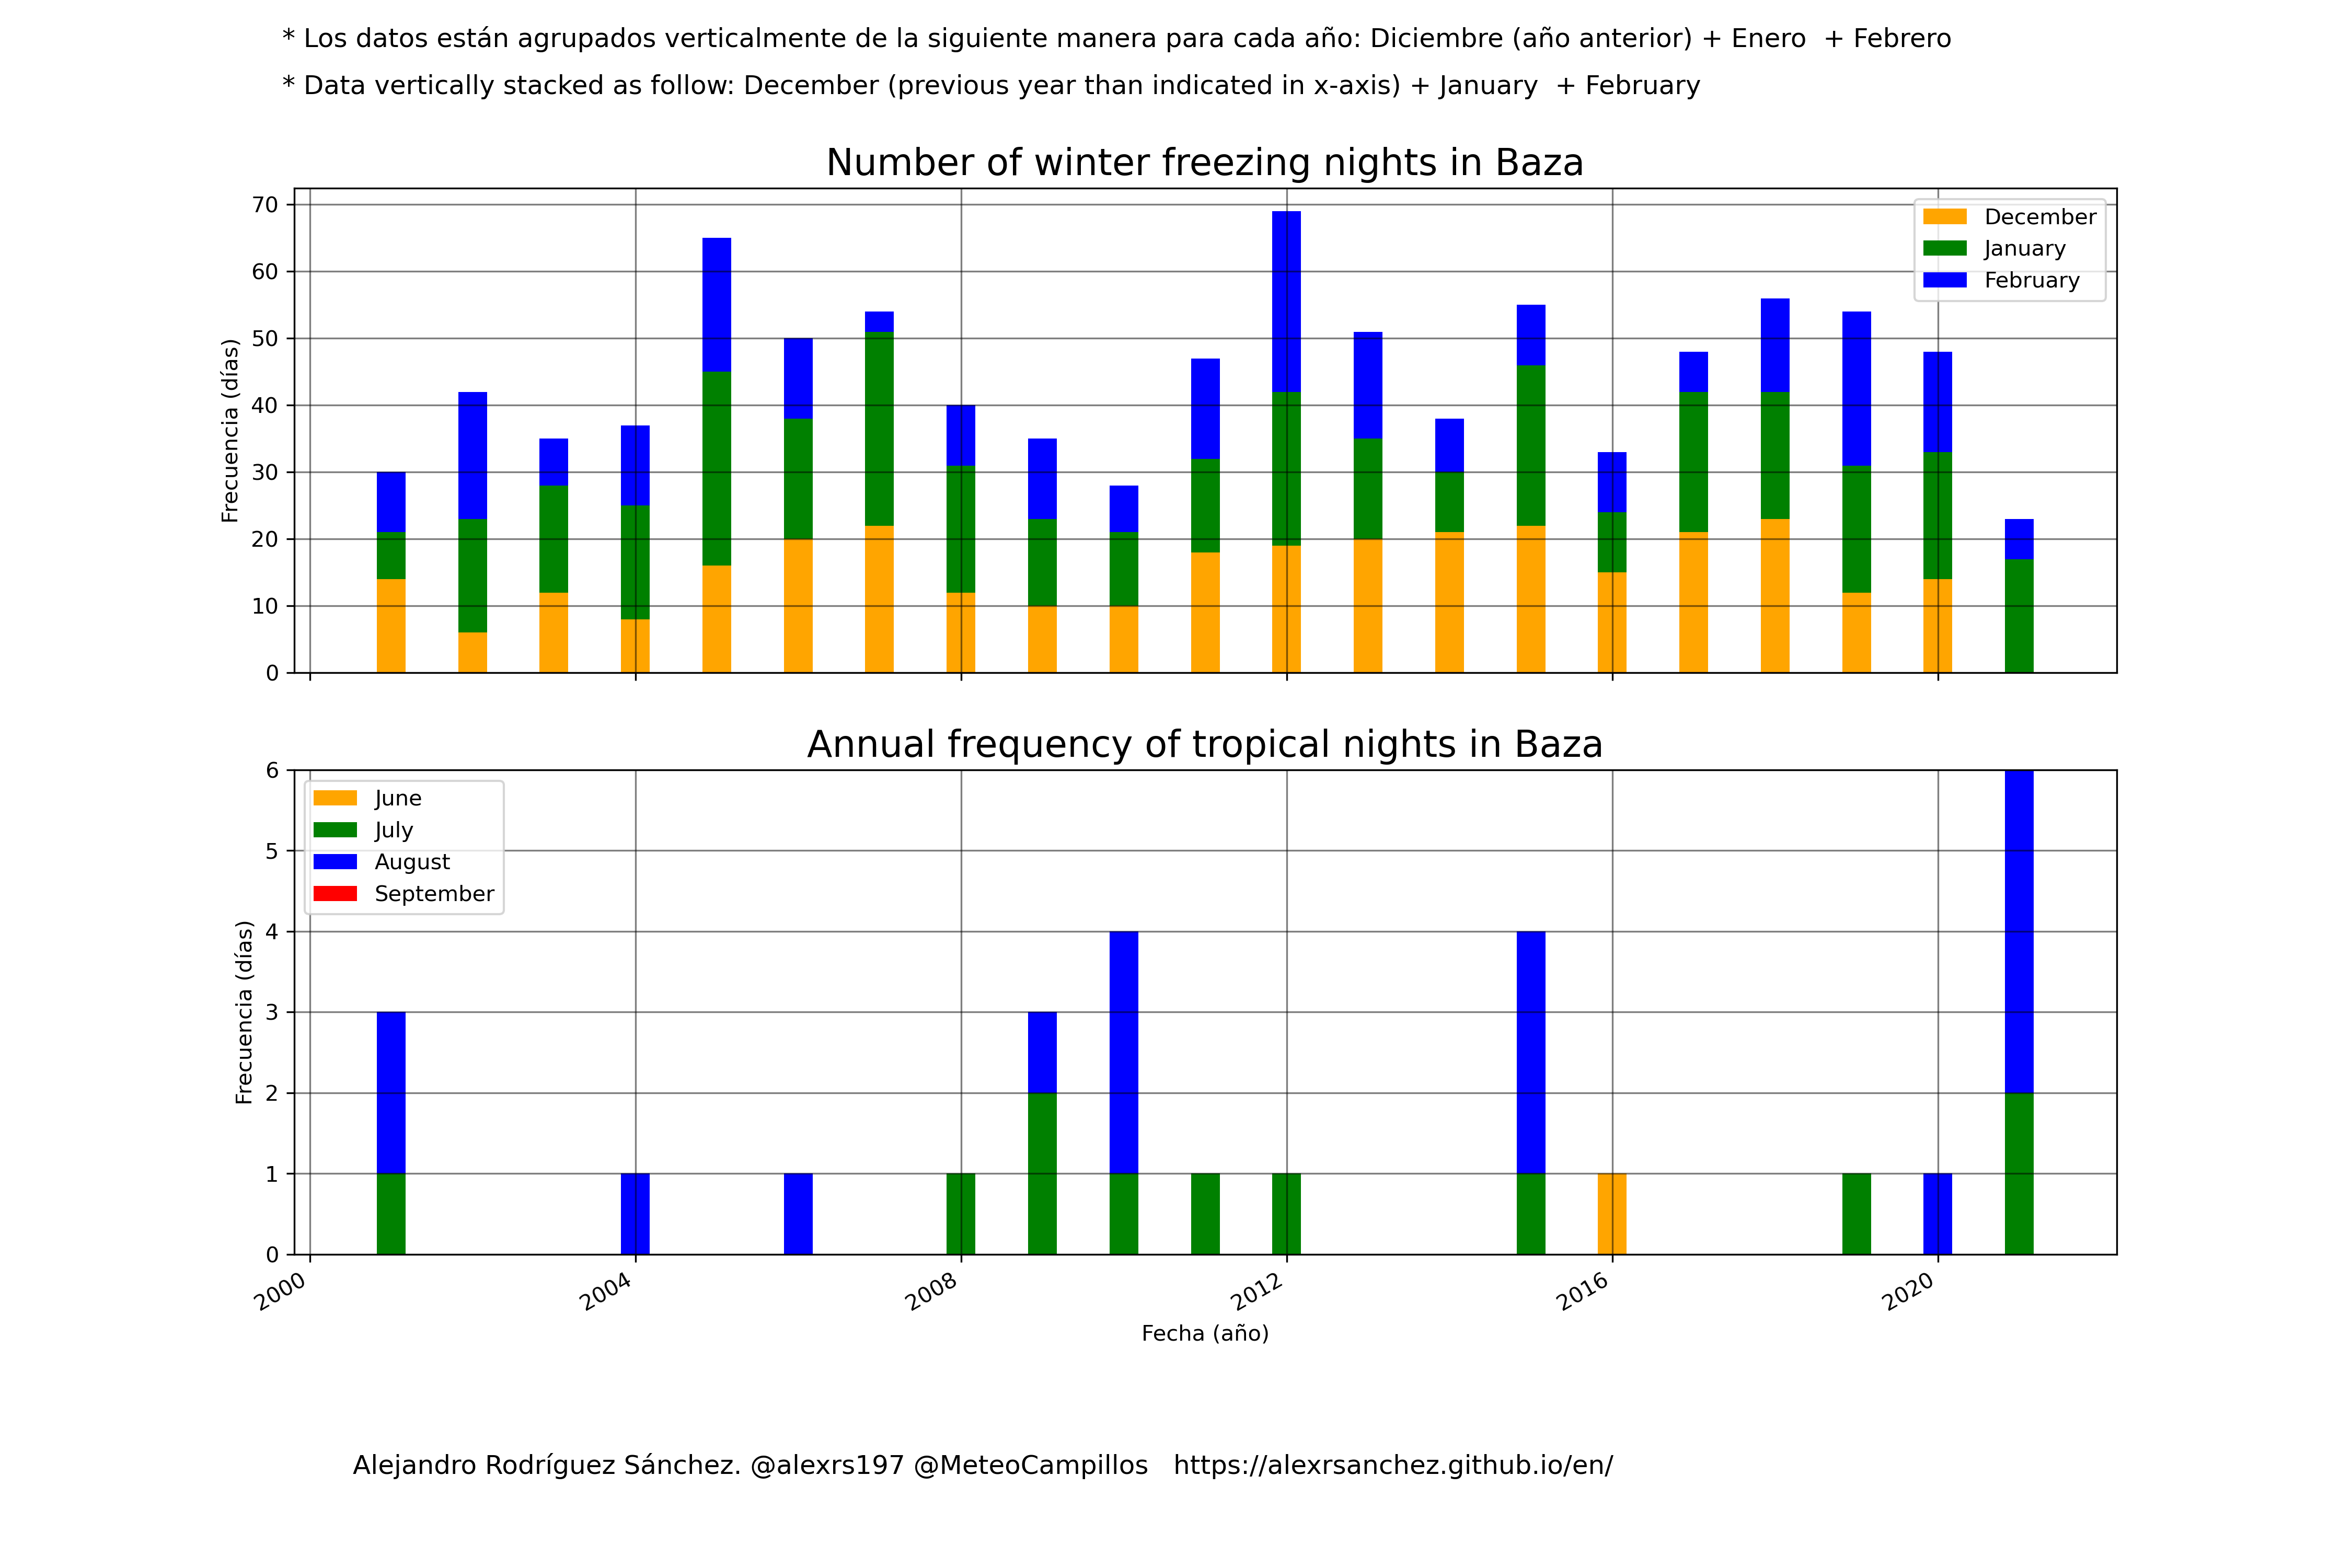 * Los datos están agrupados verticalmente de la siguiente manera para cada año: Diciembre (año anterior) + Enero  + Febrero
* Data vertically stacked as follow: December (previous year than indicated in x-axis) + January  + February
Number of winter freezing nights in Baza
70
60
50
40
30
20
10
0
Frecuencia (días)
December
January
February
Annual frequency of tropical nights in Baza
6
5
4
3
2
1
0
Frecuencia (días)
June
July
August
September
2000
2004
2008
2012
2016
2020
Fecha (año)
Alejandro Rodríguez Sánchez. @alexrs197 @MeteoCampillos   https://alexrsanchez.github.io/en/